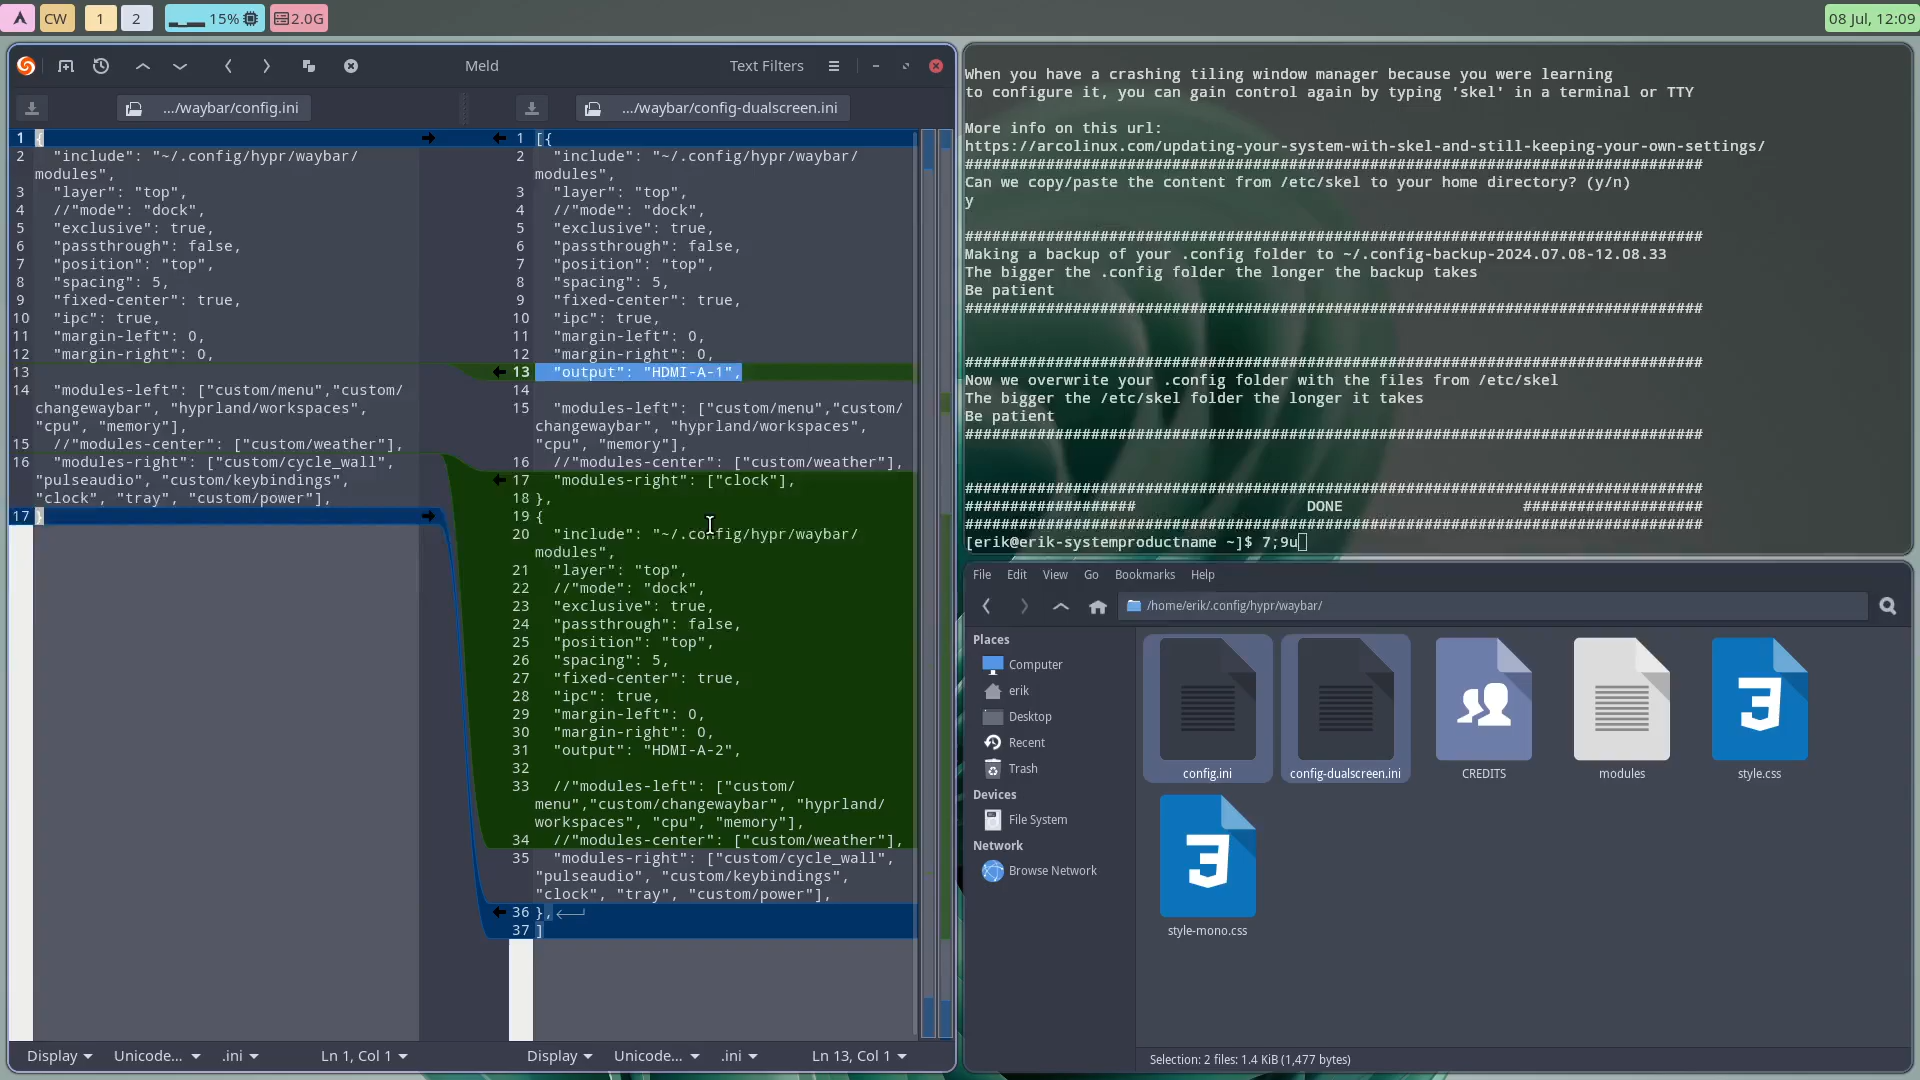 CW
1
2
15%
2.0G
08 Jul, 12:09
Meld
Text Filters
.../waybar/config.ini
.../waybar/config-dualscreen.ini
1 {
2 "include": "~/.config/hypr/waybar/
modules",
3 "layer": "top",
4 //"mode": "dock",
5 "exclusive": true,
6 "passthrough": false,
7 "position": "top",
8 "spacing": 5,
9 "fixed-center": true,
10 "ipc": true,
11 "margin-left": 0,
12 "margin-right": 0,
13
14 "modules-left": ["custom/menu","custom/
changewaybar", "hyprland/workspaces",
"cpu", "memory"],
15 //"modules-center": ["custom/weather"],
16 "modules-right": ["custom/cycle_wall",
"pulseaudio", "custom/keybindings",
"clock", "tray", "custom/power"],
17 }
1 [{
2 "include": "~/.config/hypr/waybar/
modules",
3 "layer": "top",
4 //"mode": "dock",
5 "exclusive": true,
6 "passthrough": false,
7 "position": "top",
8 "spacing": 5,
9 "fixed-center": true,
10 "ipc": true,
11 "margin-left": 0,
12 "margin-right": 0,
13 "output": "HDMI-A-1",
14
15 "modules-left": ["custom/menu","custom/
changewaybar", "hyprland/workspaces",
"cpu", "memory"],
16 //"modules-center": ["custom/weather"],
17 "modules-right": ["clock"],
18 },
19 {
20 "include": "~/.config/hypr/waybar/
modules",
21 "layer": "top",
22 //"mode": "dock",
23 "exclusive": true,
24 "passthrough": false,
25 "position": "top",
26 "spacing": 5,
27 "fixed-center": true,
28 "ipc": true,
29 "margin-left": 0,
30 "margin-right": 0,
31 "output": "HDMI-A-2",
32
33 //"modules-left": ["custom/
menu","custom/changewaybar", "hyprland/
workspaces", "cpu", "memory"],
34 //"modules-center": ["custom/weather"],
35 "modules-right": ["custom/cycle_wall",
"pulseaudio", "custom/keybindings",
"clock", "tray", "custom/power"],
36 },
37 ]
Display Unicode... .ini Ln 1, Col 1
Display Unicode... .ini Ln 13, Col 1
When you have a crashing tiling window manager because you were learning
to configure it, you can gain control again by typing 'skel' in a terminal or TTY
More info on this url:
https://arcolinux.com/updating-your-system-with-skel-and-still-keeping-your-own-settings/
##################################################################################
Can we copy/paste the content from /etc/skel to your home directory? (y/n)
y
##################################################################################
Making a backup of your .config folder to ~/.config-backup-2024.07.08-12.08.33
The bigger the .config folder the longer the backup takes
Be patient
##################################################################################
##################################################################################
Now we overwrite your .config folder with the files from /etc/skel
The bigger the /etc/skel folder the longer it takes
Be patient
##################################################################################
##################################################################################
################### DONE ####################
##################################################################################
[erik@erik-systemproductname ~]$ 7;9u
File Edit View Go Bookmarks Help
/home/erik/.config/hypr/waybar/
Places
Computer
erik
Desktop
Recent
Trash
Devices
File System
Network
Browse Network
config.ini
config-dualscreen.ini
CREDITS
modules
style.css
style-mono.css
Selection: 2 files: 1.4 KiB (1,477 bytes)